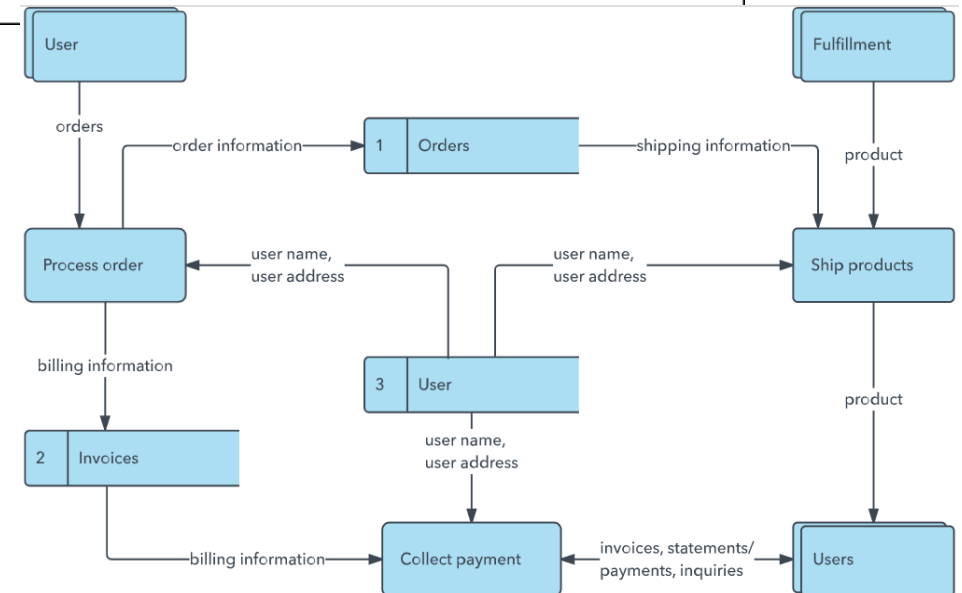 User
Fulfillment
orders
order information
1
Orders
shipping information
product
Process order
user name,
user address
user name,
user address
Ship products
billing information
3
User
product
user name,
user address
2
Invoices
billing information
Collect payment
invoices, statements/
payments, inquiries
Users